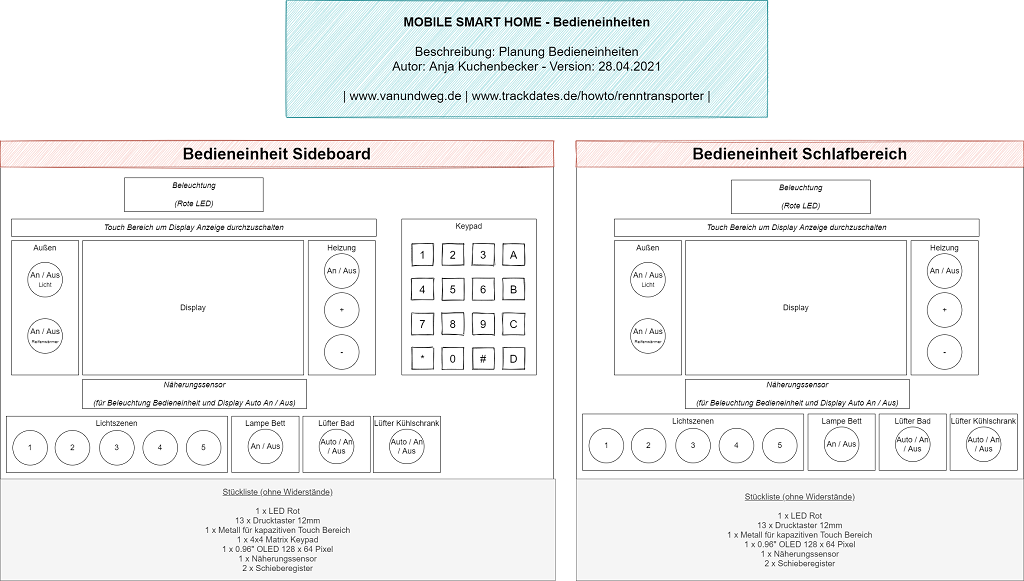 MOBILE SMART HOME - Bedieneinheiten
Beschreibung: Planung Bedieneinheiten
Autor: Anja Kuchenbecker - Version: 28.04.2021
| www.vanundweg.de | www.trackdates.de/howto/renntransporter |
Bedieneinheit Sideboard
Beleuchtung
(Rote LED)
Touch Bereich um Display Anzeige durchzuschalten
Außen
An / Aus
Licht
An / Aus
Reifenwärmer
Display
Heizung
An / Aus
+
-
Keypad
1 2 3 A
4 5 6 B
7 8 9 C
* 0 # D
Näherungssensor
(für Beleuchtung Bedieneinheit und Display Auto An / Aus)
Lichtszenen
1 2 3 4 5
Lampe Bett
An / Aus
Lüfter Bad
Auto / An
/ Aus
Lüfter Kühlschrank
Auto / An
/ Aus
Stückliste (ohne Widerstände)
1 x LED Rot
13 x Drucktaster 12mm
1 x Metall für kapazitiven Touch Bereich
1 x 4x4 Matrix Keypad
1 x 0.96" OLED 128 x 64 Pixel
1 x Näherungssensor
2 x Schieberegister
Bedieneinheit Schlafbereich
Beleuchtung
(Rote LED)
Touch Bereich um Display Anzeige durchzuschalten
Außen
An / Aus
Licht
An / Aus
Reifenwärmer
Display
Heizung
An / Aus
+
-
Näherungssensor
(für Beleuchtung Bedieneinheit und Display Auto An / Aus)
Lichtszenen
1 2 3 4 5
Lampe Bett
An / Aus
Lüfter Bad
Auto / An
/ Aus
Lüfter Kühlschrank
Auto / An
/ Aus
Stückliste (ohne Widerstände)
1 x LED Rot
13 x Drucktaster 12mm
1 x Metall für kapazitiven Touch Bereich
1 x 0.96" OLED 128 x 64 Pixel
1 x Näherungssensor
2 x Schieberegister